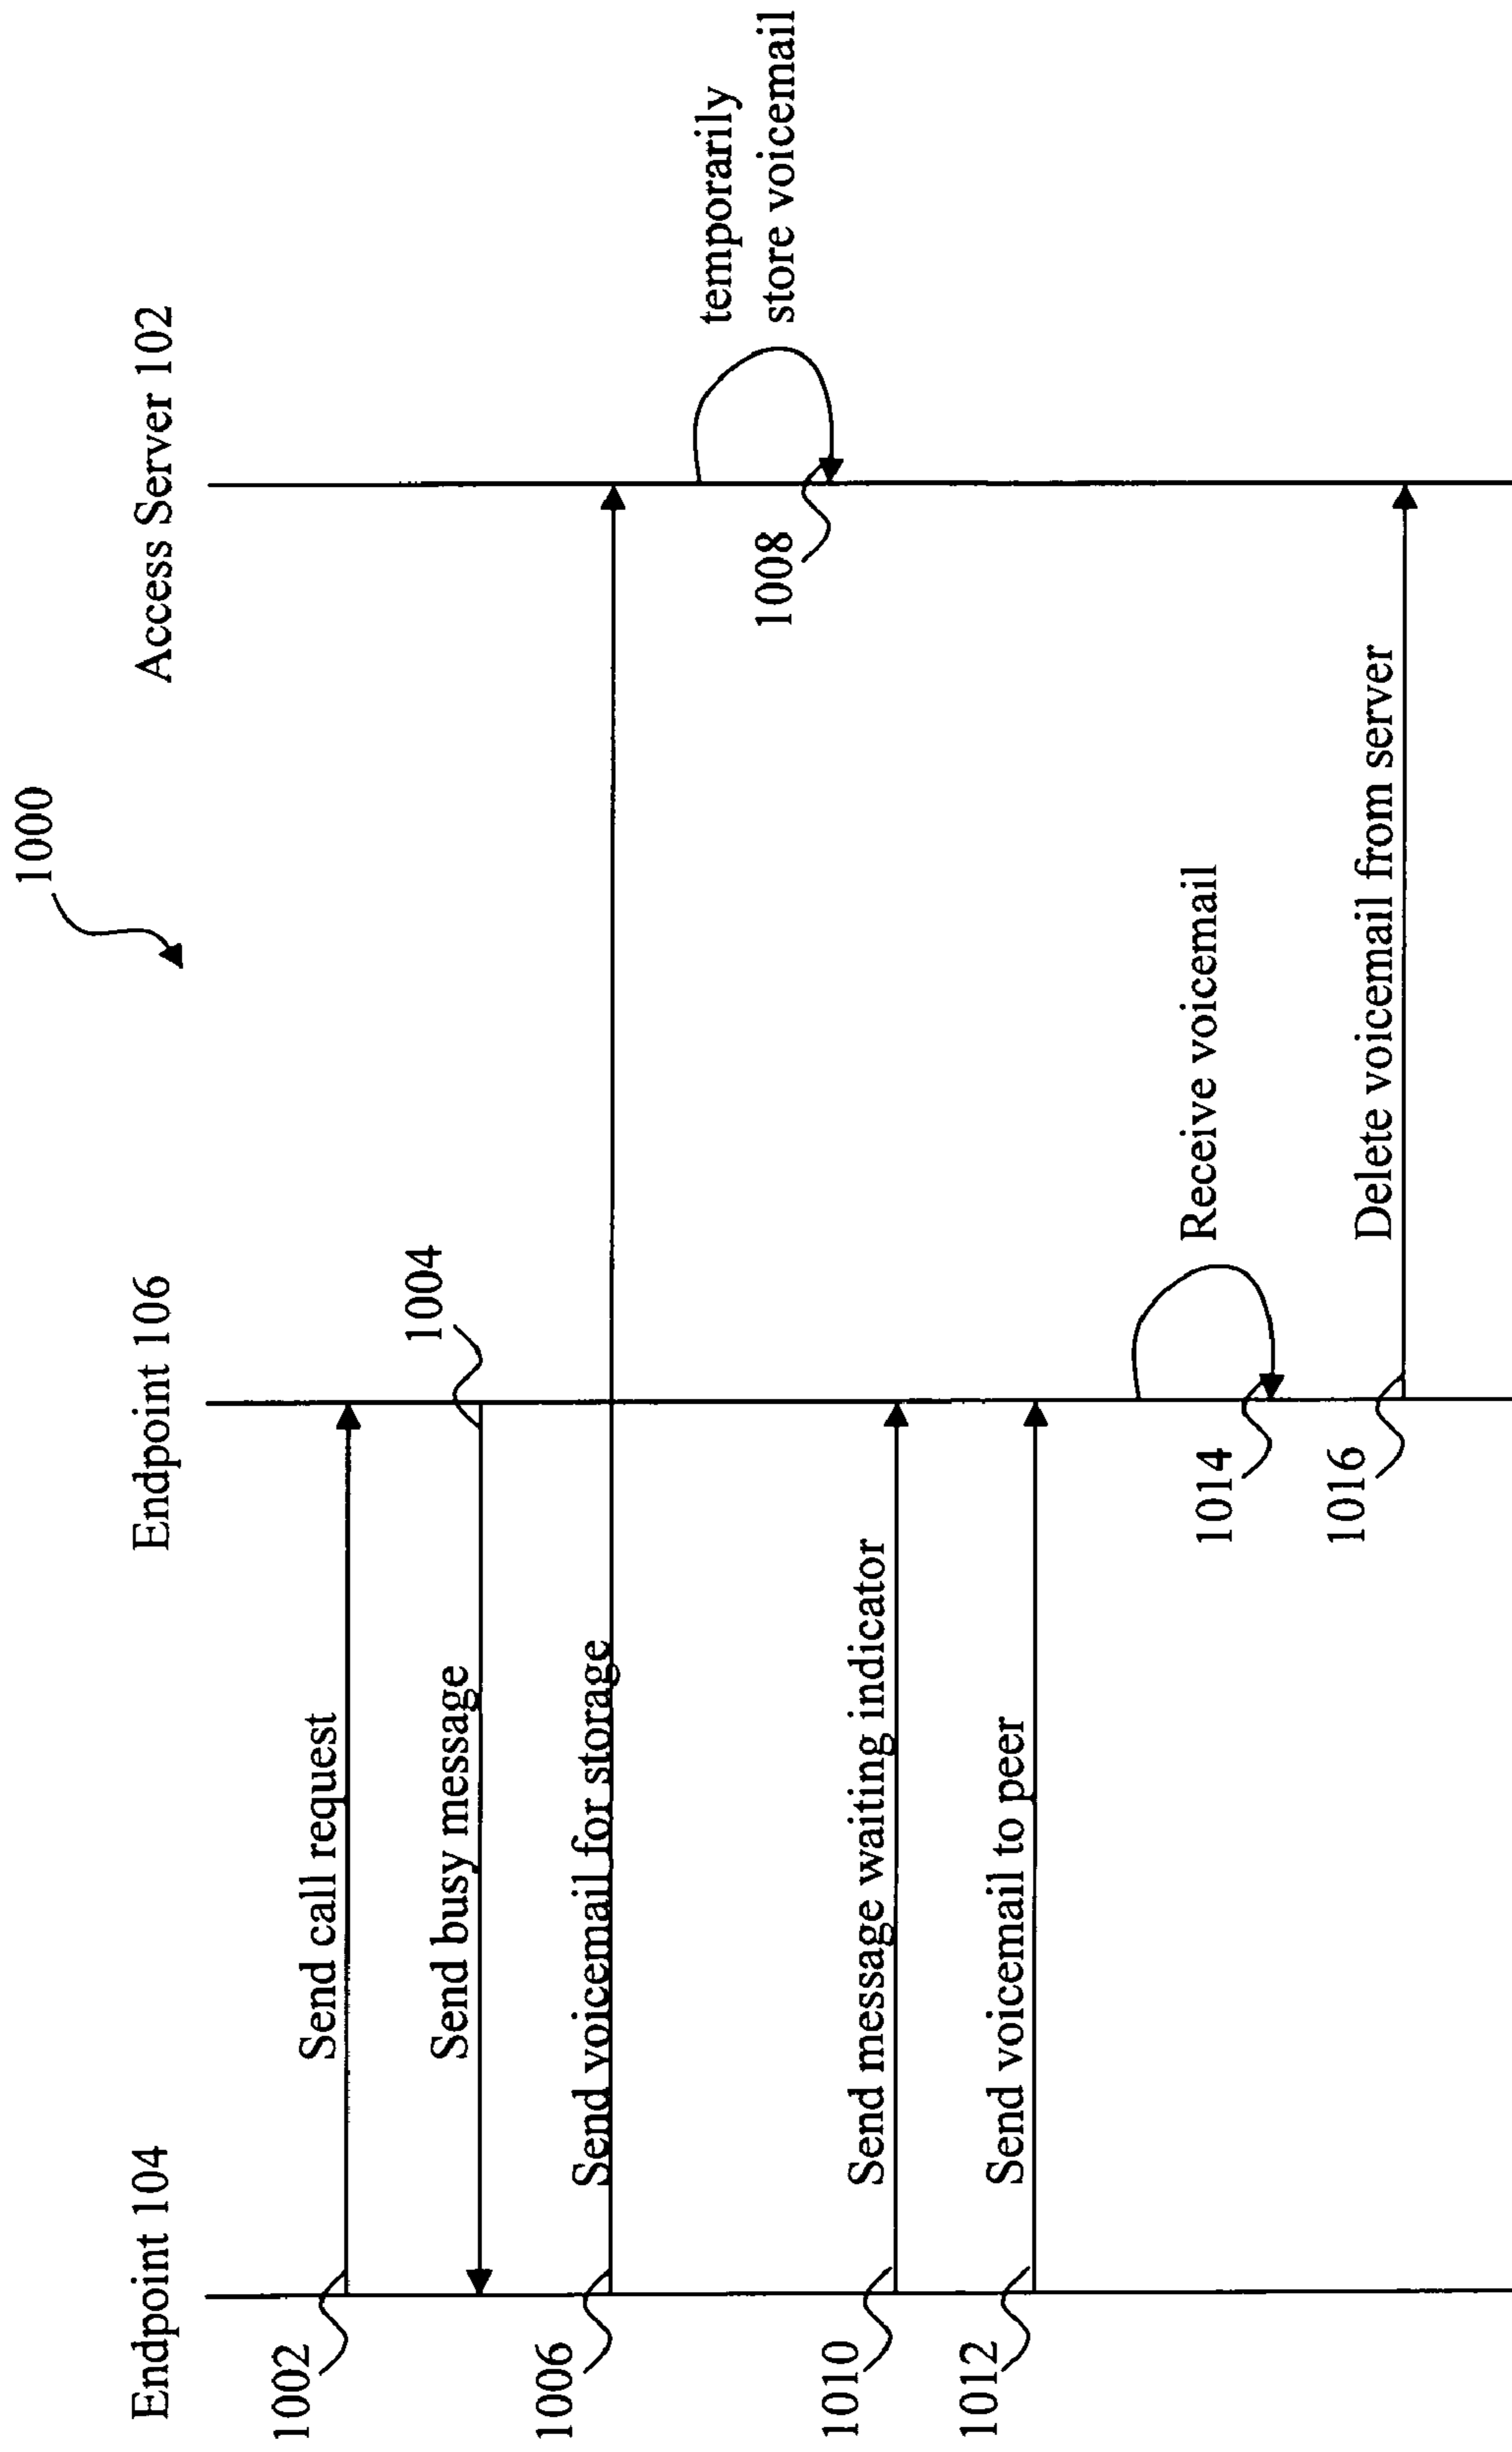 1000
Endpoint 104
Endpoint 106
Access Server 102
1002
Send call request
Send busy message
1004
1006
Send voicemail for storage
temporarily
store voicemail
1008
1010
Send message waiting indicator
1012
Send voicemail to peer
Receive voicemail
1014
1016
Delete voicemail from server